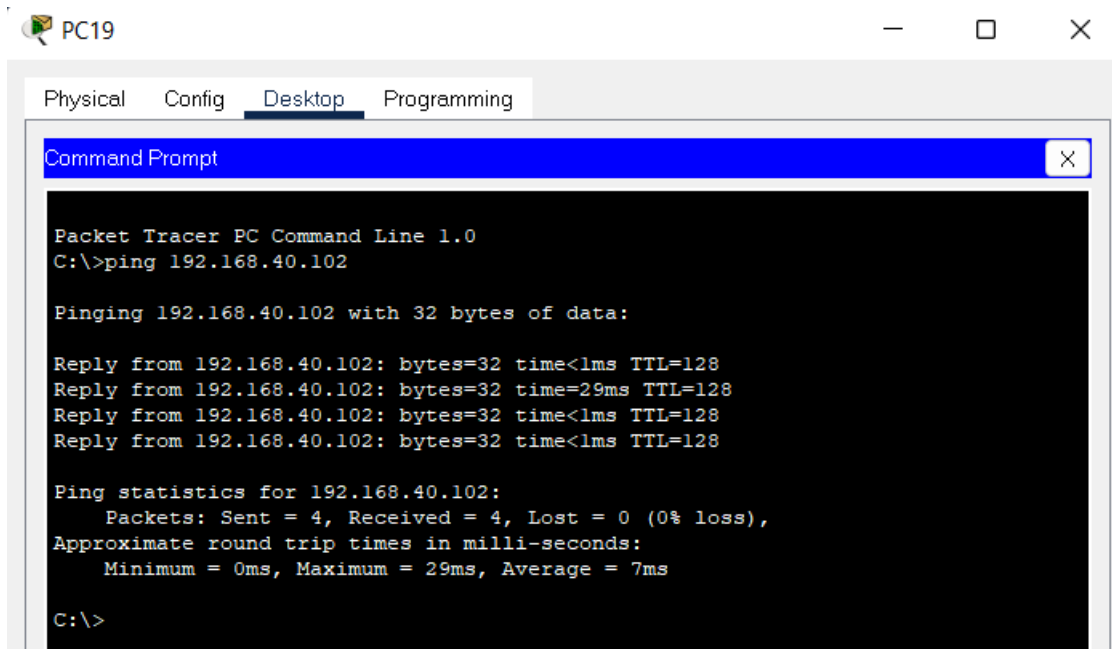 PC19
Physical Config Desktop Programming
Command Prompt
X
Packet Tracer PC Command Line 1.0
C:\>ping 192.168.40.102
Pinging 192.168.40.102 with 32 bytes of data:
Reply from 192.168.40.102: bytes=32 time<1ms TTL=128
Reply from 192.168.40.102: bytes=32 time=29ms TTL=128
Reply from 192.168.40.102: bytes=32 time<1ms TTL=128
Reply from 192.168.40.102: bytes=32 time<1ms TTL=128
Ping statistics for 192.168.40.102:
Packets: Sent = 4, Received = 4, Lost = 0 (0% loss),
Approximate round trip times in milli-seconds:
Minimum = 0ms, Maximum = 29ms, Average = 7ms
C:\>